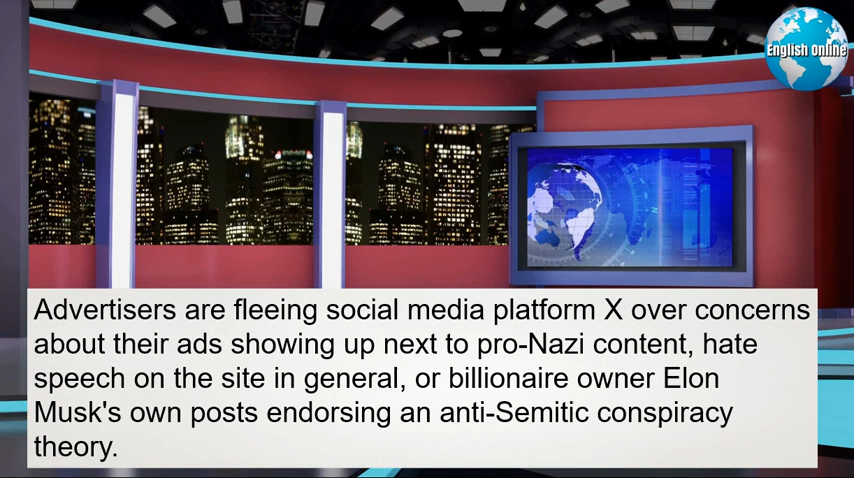 English Online
Advertisers are fleeing social media platform X over concerns
about their ads showing up next to pro-Nazi content, hate
speech on the site in general, or billionaire owner Elon
Musk's own posts endorsing an anti-Semitic conspiracy
theory.